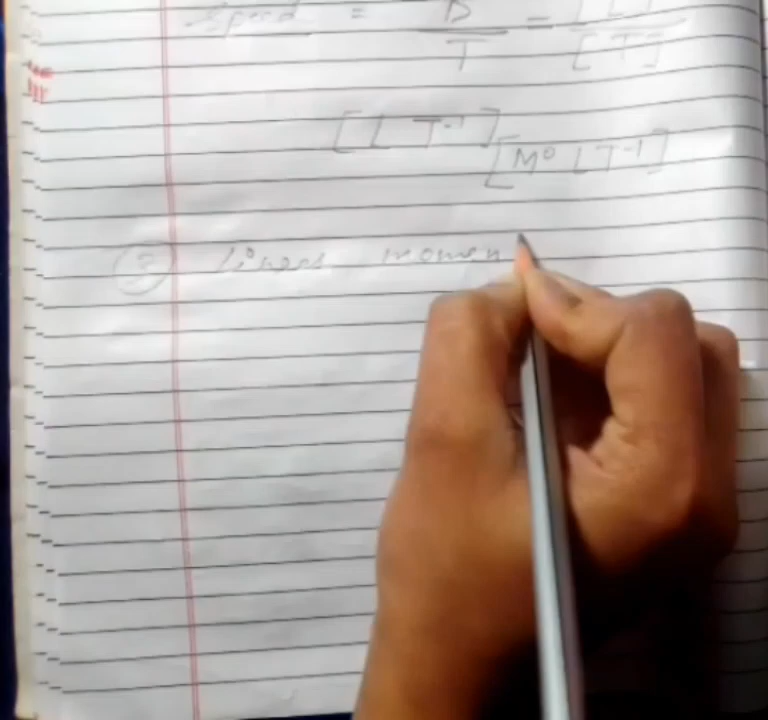 Speed = D/T = [L]/[T]
[L T⁻¹]
[M⁰ L T⁻¹]
③ Linear momen